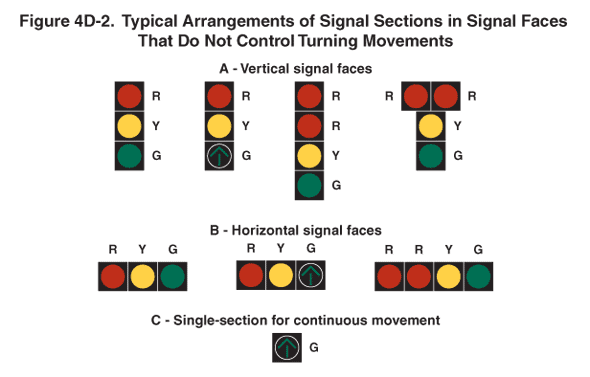 Figure 4D-2. Typical Arrangements of Signal Sections in Signal Faces
That Do Not Control Turning Movements
A - Vertical signal faces
R R R R R
Y Y R Y
G G Y G
G
B - Horizontal signal faces
R Y G R Y G R R Y G
C - Single-section for continuous movement
G